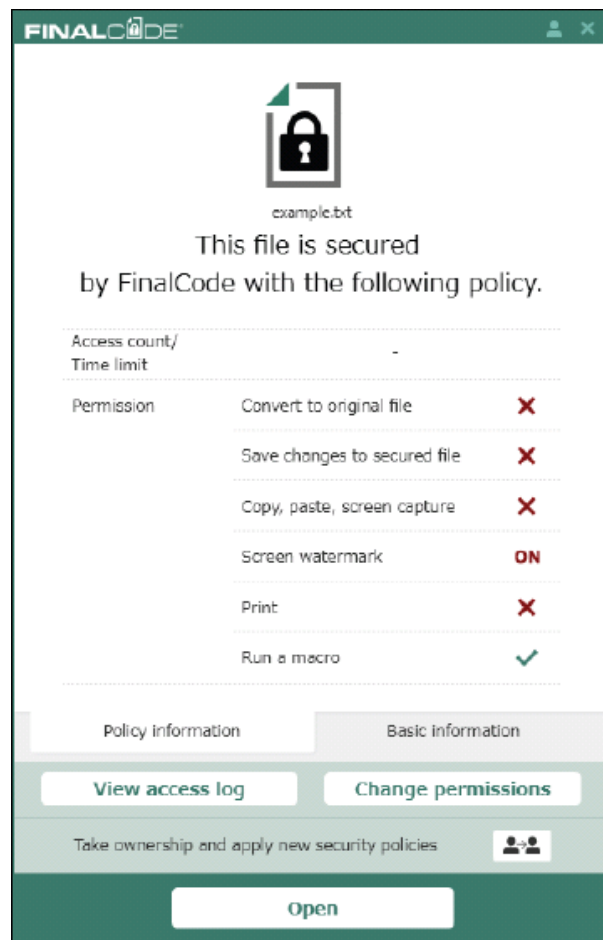 FINALCODE
example.txt
This file is secured
by FinalCode with the following policy.
Access count/
Time limit
-
Permission
Convert to original file
Save changes to secured file
Copy, paste, screen capture
Screen watermark ON
Print
Run a macro
Policy information Basic information
View access log Change permissions
Take ownership and apply new security policies
Open